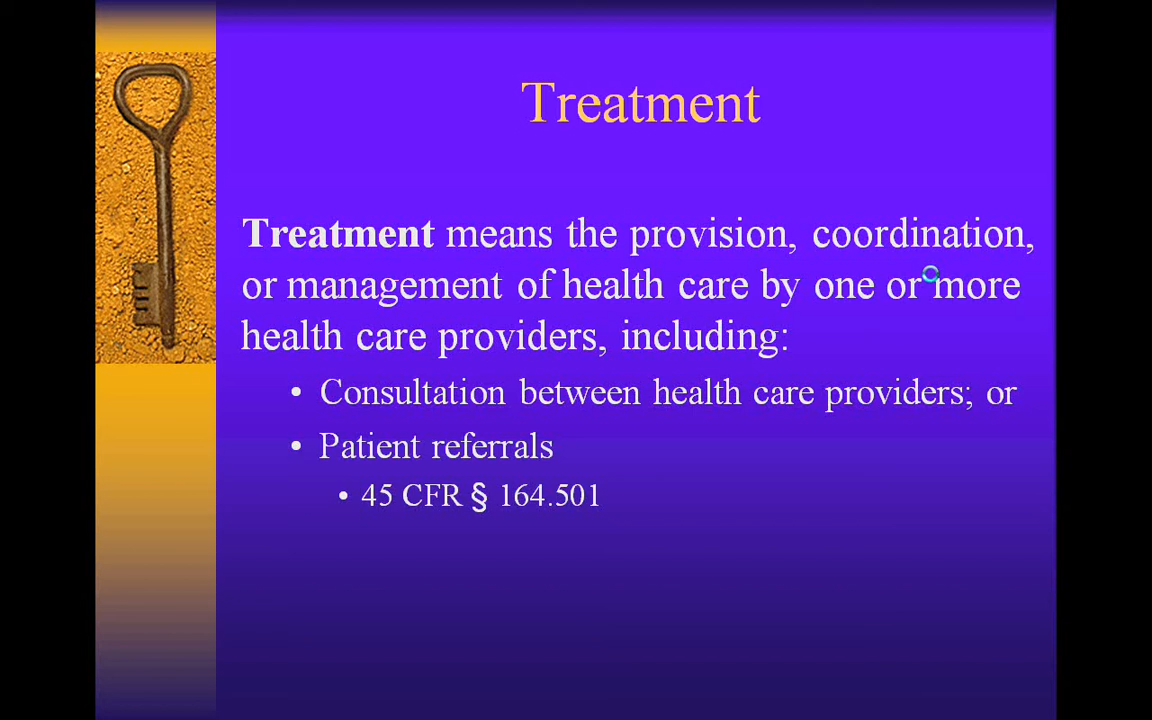 Treatment
Treatment means the provision, coordination,
or management of health care by one or more
health care providers, including:
• Consultation between health care providers; or
• Patient referrals
• 45 CFR § 164.501